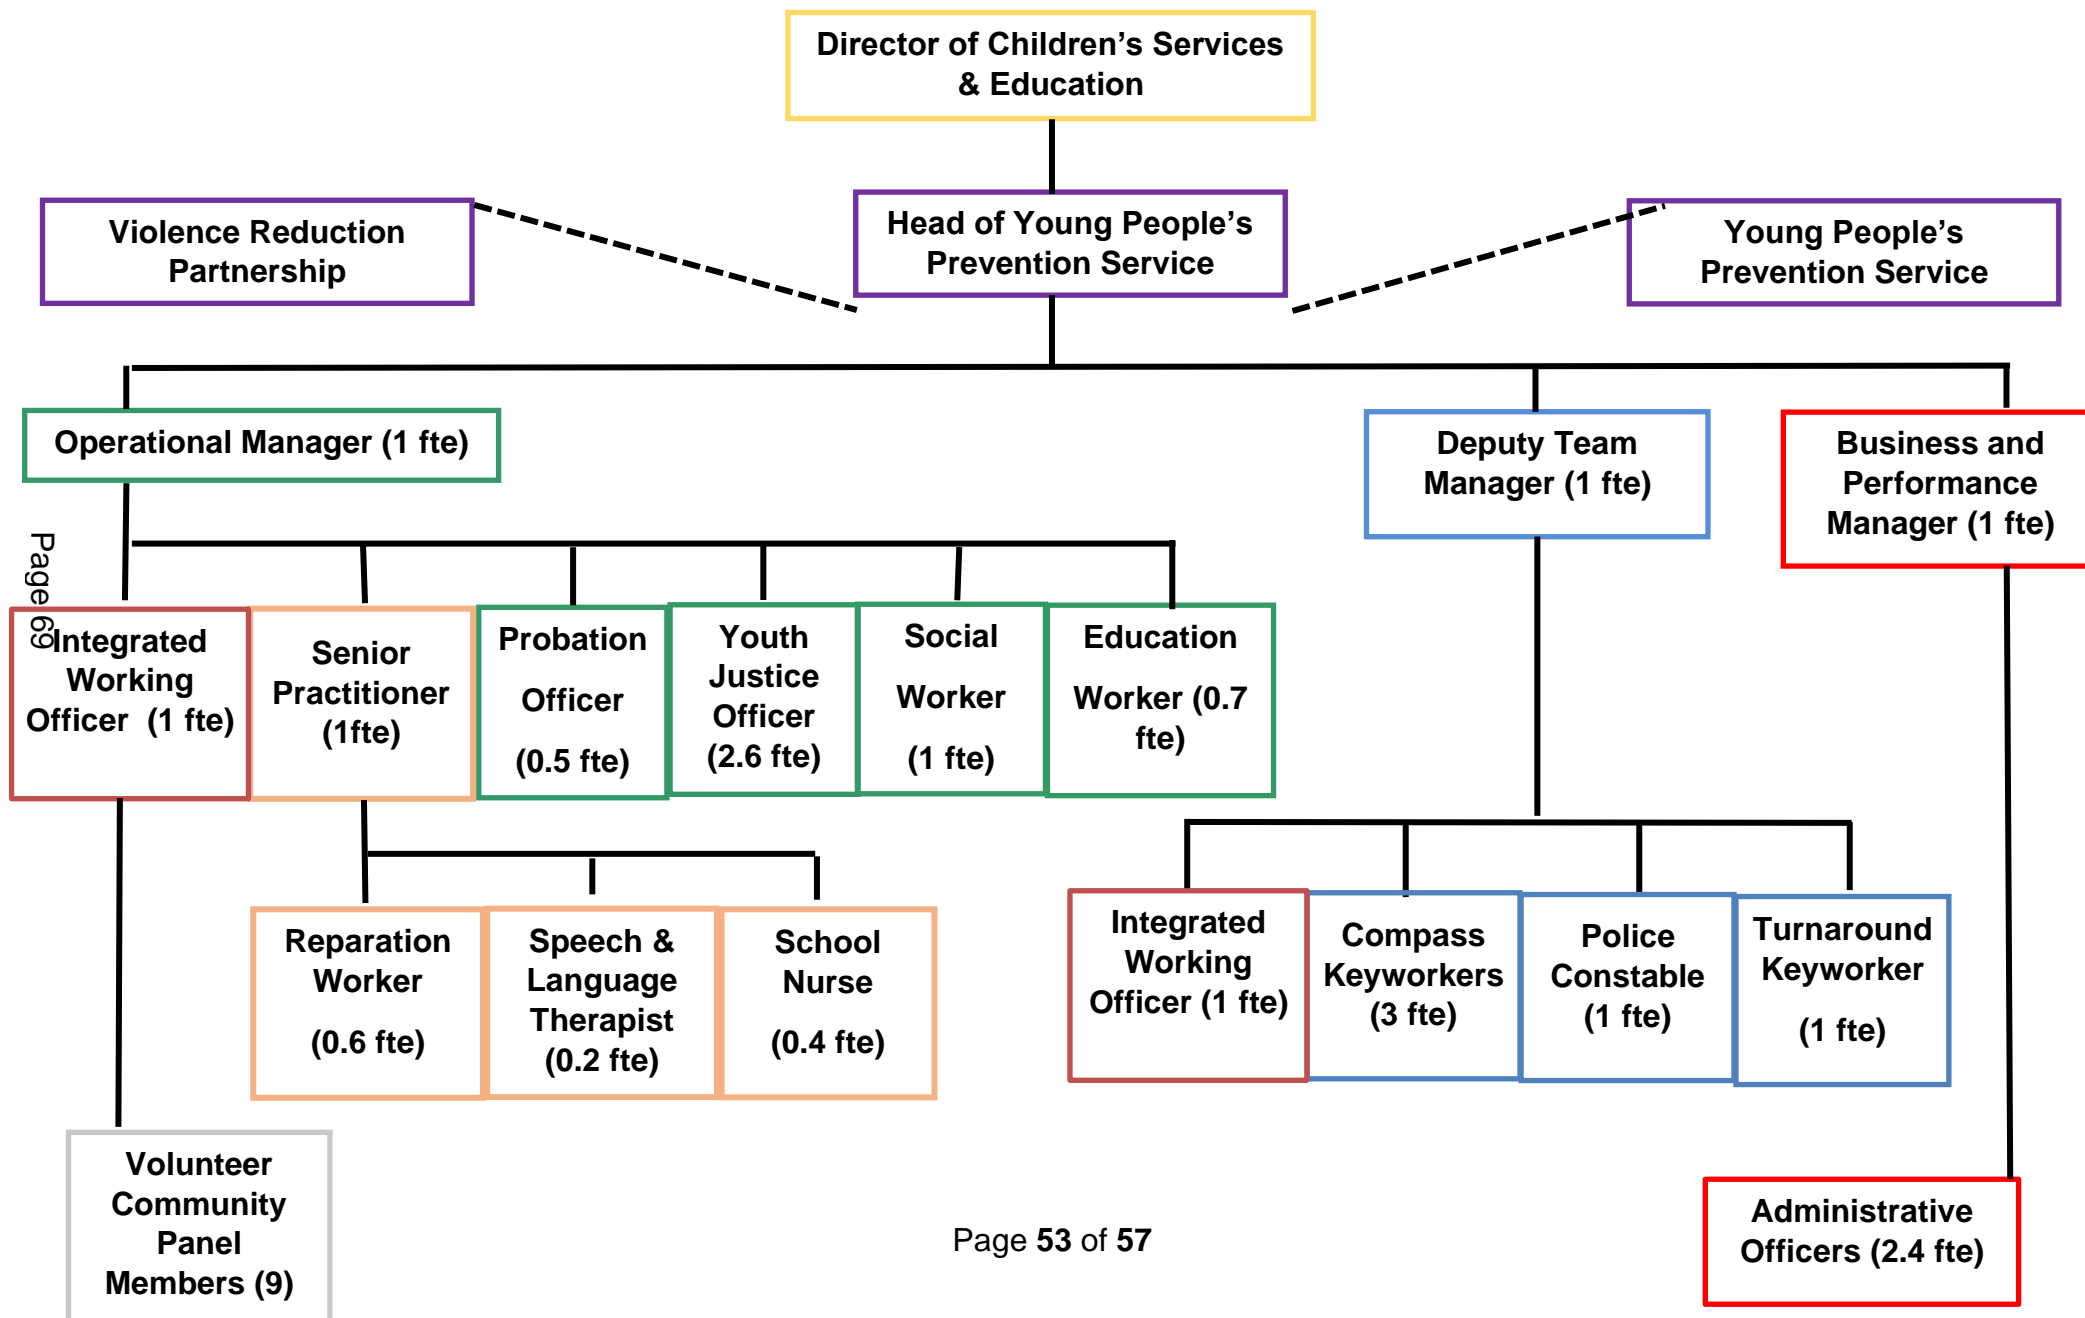 Director of Children’s Services
& Education
Violence Reduction
Partnership
Head of Young People’s
Prevention Service
Young People’s
Prevention Service
Operational Manager (1 fte)
Deputy Team
Manager (1 fte)
Business and
Performance
Manager (1 fte)
Page 69
Integrated
Working
Officer (1 fte)
Senior
Practitioner
(1fte)
Probation
Officer
(0.5 fte)
Youth
Justice
Officer
(2.6 fte)
Social
Worker
(1 fte)
Education
Worker (0.7
fte)
Reparation
Worker
(0.6 fte)
Speech &
Language
Therapist
(0.2 fte)
School
Nurse
(0.4 fte)
Integrated
Working
Officer (1 fte)
Compass
Keyworkers
(3 fte)
Police
Constable
(1 fte)
Turnaround
Keyworker
(1 fte)
Volunteer
Community
Panel
Members (9)
Administrative
Officers (2.4 fte)
Page 53 of 57